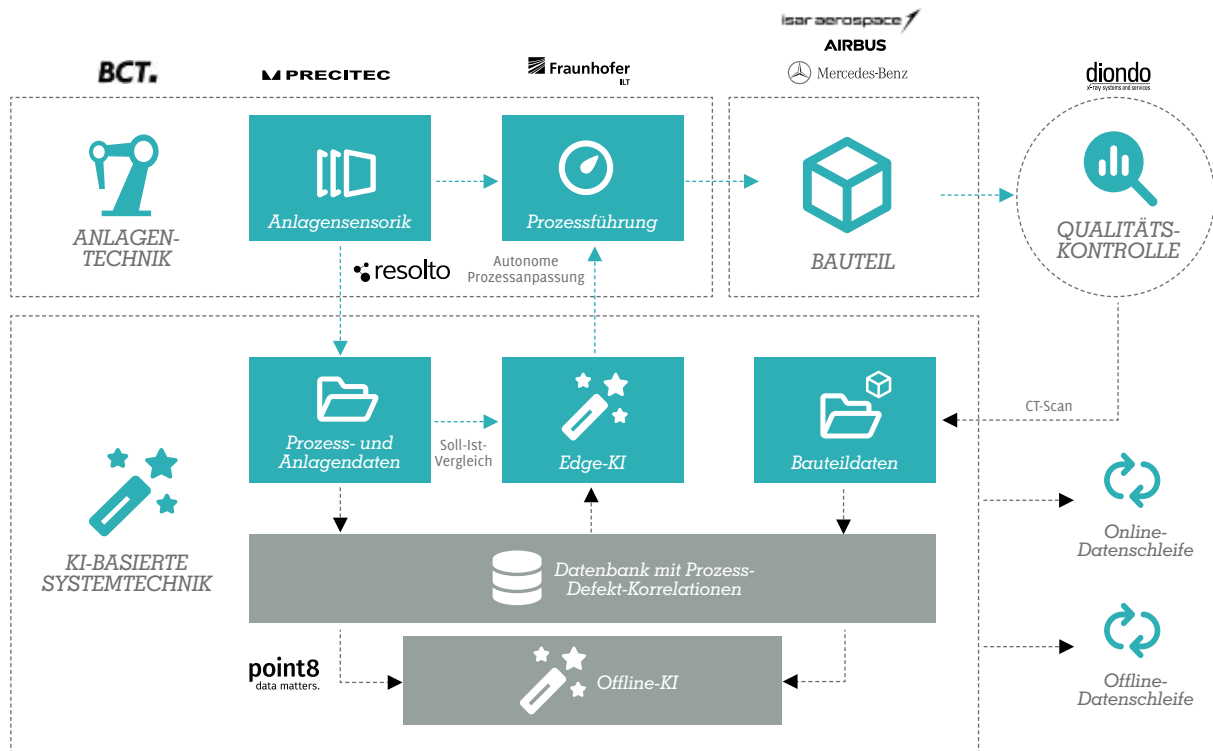 isar aerospace
BCT.
PRECITEC
Fraunhofer
ILT
AIRBUS
Mercedes-Benz
diondo
x-ray systems and services
ANLAGEN-
TECHNIK
Anlagensensorik
Prozessführung
BAUTEIL
QUALITÄTS-
KONTROLLE
resolto
Autonome
Prozessanpassung
KI-BASIERTE
SYSTEMTECHNIK
Prozess- und
Anlagendaten
Soll-Ist-
Vergleich
Edge-KI
Bauteildaten
CT-Scan
Online-
Datenschleife
Datenbank mit Prozess-
Defekt-Korrelationen
point8
data matters.
Offline-KI
Offline-
Datenschleife